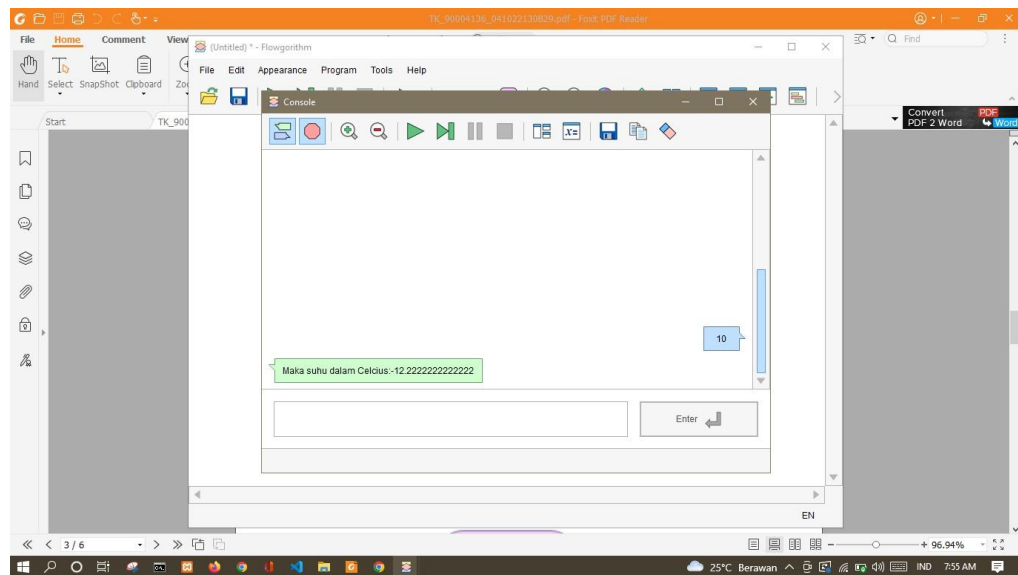 TK_90004136_041022130829.pdf - Foxit PDF Reader
File Home Comment View
Find
Hand Select SnapShot Clipboard
Start TK_900
Convert PDF
PDF 2 Word Word
(Untitled) * - Flowgorithm
File Edit Appearance Program Tools Help
Console
10
Maka suhu dalam Celcius:-12.2222222222222
Enter
EN
3 / 6
96.94%
25°C Berawan
IND 7:55 AM